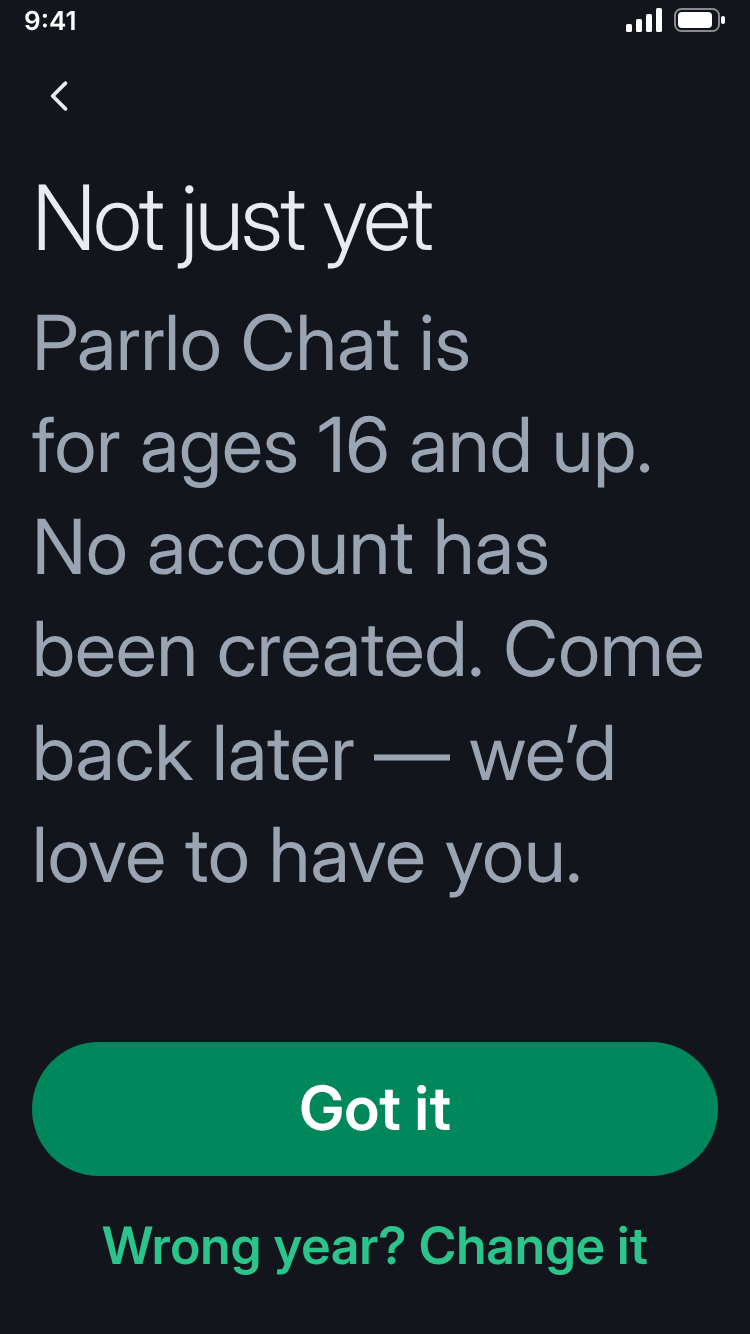 9:41
Not just yet
Parrlo Chat is
for ages 16 and up.
No account has
been created. Come
back later — we’d
love to have you.
Got it
Wrong year? Change it